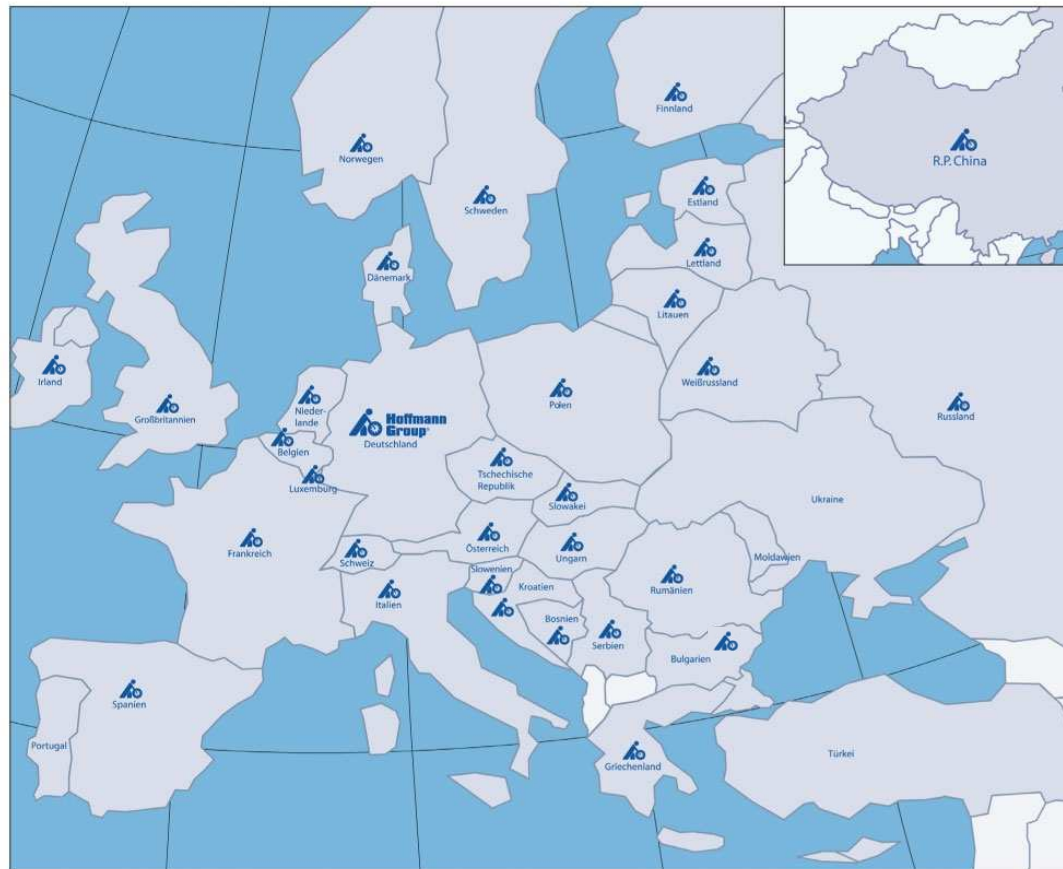 Finnland
Norwegen
R.P. China
Estland
Schweden
Lettland
Dänemark
Litauen
Irland
Weißrussland
Großbritannien
Nieder-
lande
Polen
Russland
Hoffmann
Group
Deutschland
Belgien
Luxemburg
Tschechische
Republik
Slowakei
Ukraine
Frankreich
Schweiz
Österreich
Ungarn
Moldawien
Slowenien
Kroatien
Rumänien
Italien
Bosnien
Serbien
Bulgarien
Spanien
Portugal
Griechenland
Türkei